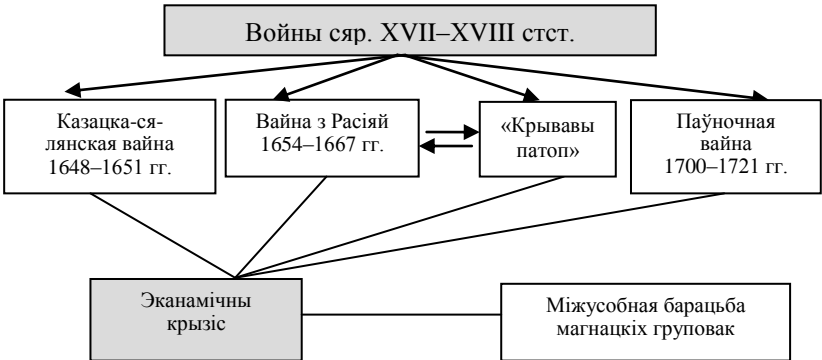 Войны сяр. XVII–XVIII стст.
Казацка-ся-
лянская вайна
1648–1651 гг.
Вайна з Расіяй
1654–1667 гг.
«Крывавы
патоп»
Паўночная
вайна
1700–1721 гг.
Эканамічны
крызіс
Міжусобная барацьба
магнацкіх груповак